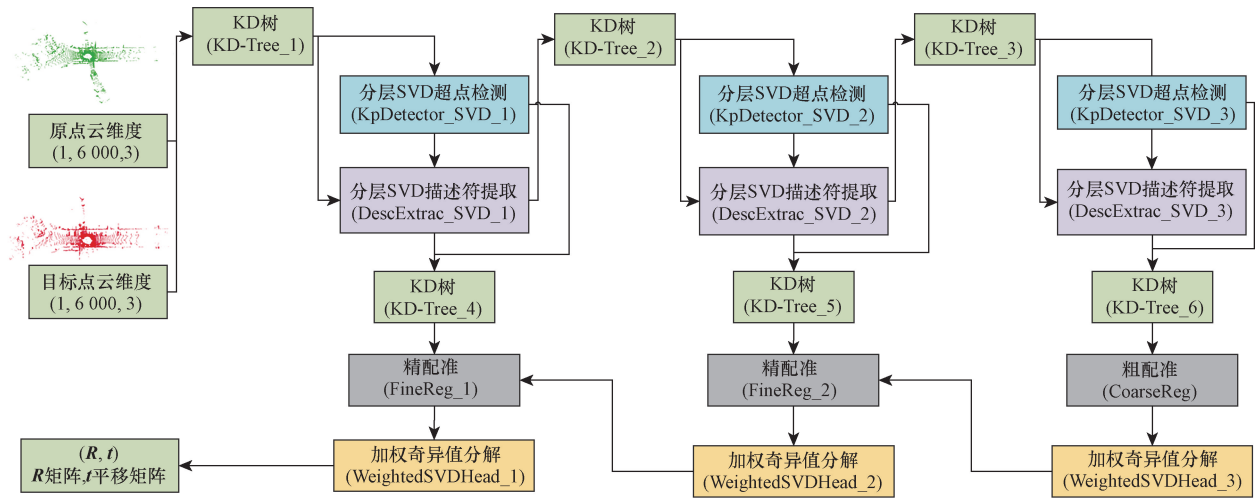 KD树
(KD-Tree_1)
KD树
(KD-Tree_2)
KD树
(KD-Tree_3)
分层SVD超点检测
(KpDetector_SVD_1)
分层SVD超点检测
(KpDetector_SVD_2)
分层SVD超点检测
(KpDetector_SVD_3)
原点云维度
(1, 6 000,3)
分层SVD描述符提取
(DescExtrac_SVD_1)
分层SVD描述符提取
(DescExtrac_SVD_2)
分层SVD描述符提取
(DescExtrac_SVD_3)
目标点云维度
(1, 6 000, 3)
KD树
(KD-Tree_4)
KD树
(KD-Tree_5)
KD树
(KD-Tree_6)
精配准
(FineReg_1)
精配准
(FineReg_2)
粗配准
(CoarseReg)
(R, t)
R矩阵,t平移矩阵
加权奇异值分解
(WeightedSVDHead_1)
加权奇异值分解
(WeightedSVDHead_2)
加权奇异值分解
(WeightedSVDHead_3)